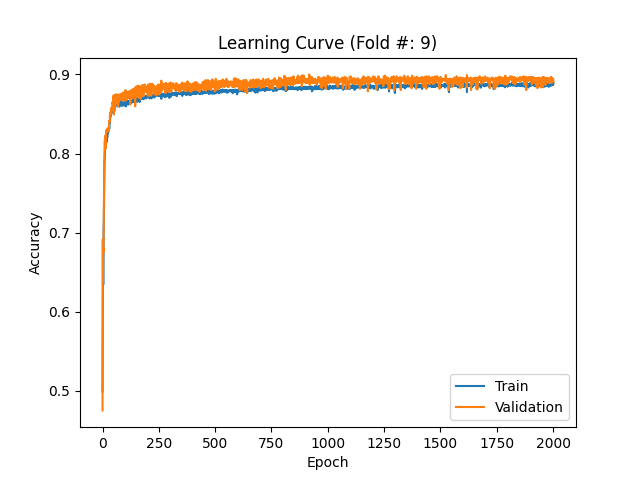 Learning Curve (Fold #: 9)
0.9
0.8
0.7
0.6
0.5
Accuracy
0 250 500 750 1000 1250 1500 1750 2000
Epoch
Train
Validation